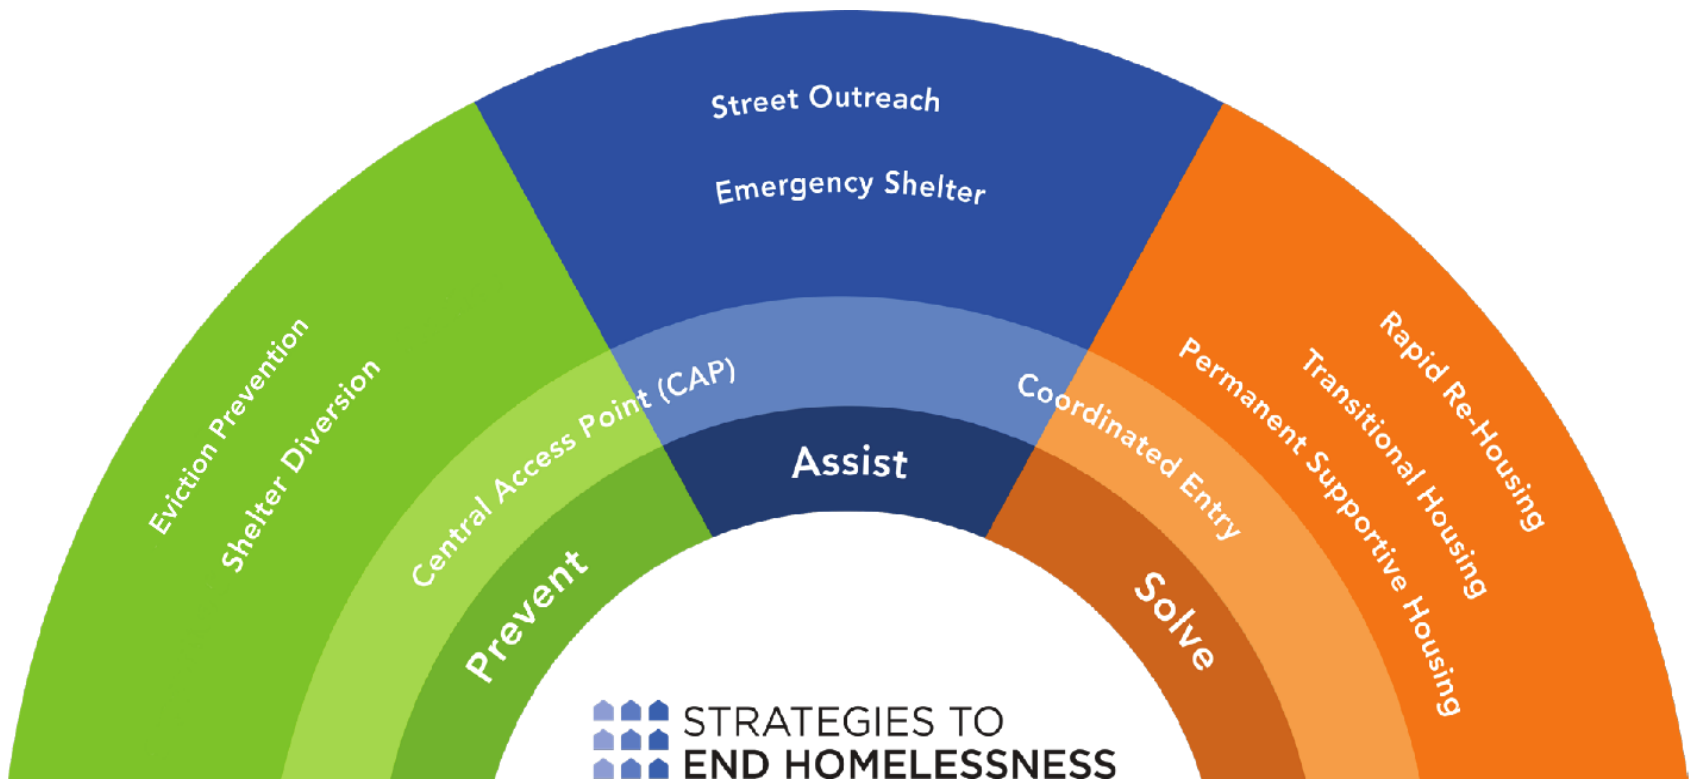 Street Outreach
Emergency Shelter
Eviction Prevention
Shelter Diversion
Central Access Point (CAP)
Prevent
Assist
Coordinated Entry
Solve
Rapid Re-Housing
Transitional Housing
Permanent Supportive Housing
STRATEGIES TO
END HOMELESSNESS